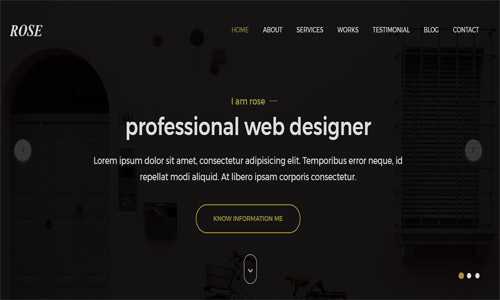 ROSE
HOME ABOUT SERVICES WORKS TESTIMONIAL BLOG CONTACT
I am rose
professional web designer
Lorem ipsum dolor sit amet, consectetur adipisicing elit. Temporibus error neque, id
repellat modi aliquid. At libero ipsam corporis consectetur.
KNOW INFORMATION ME